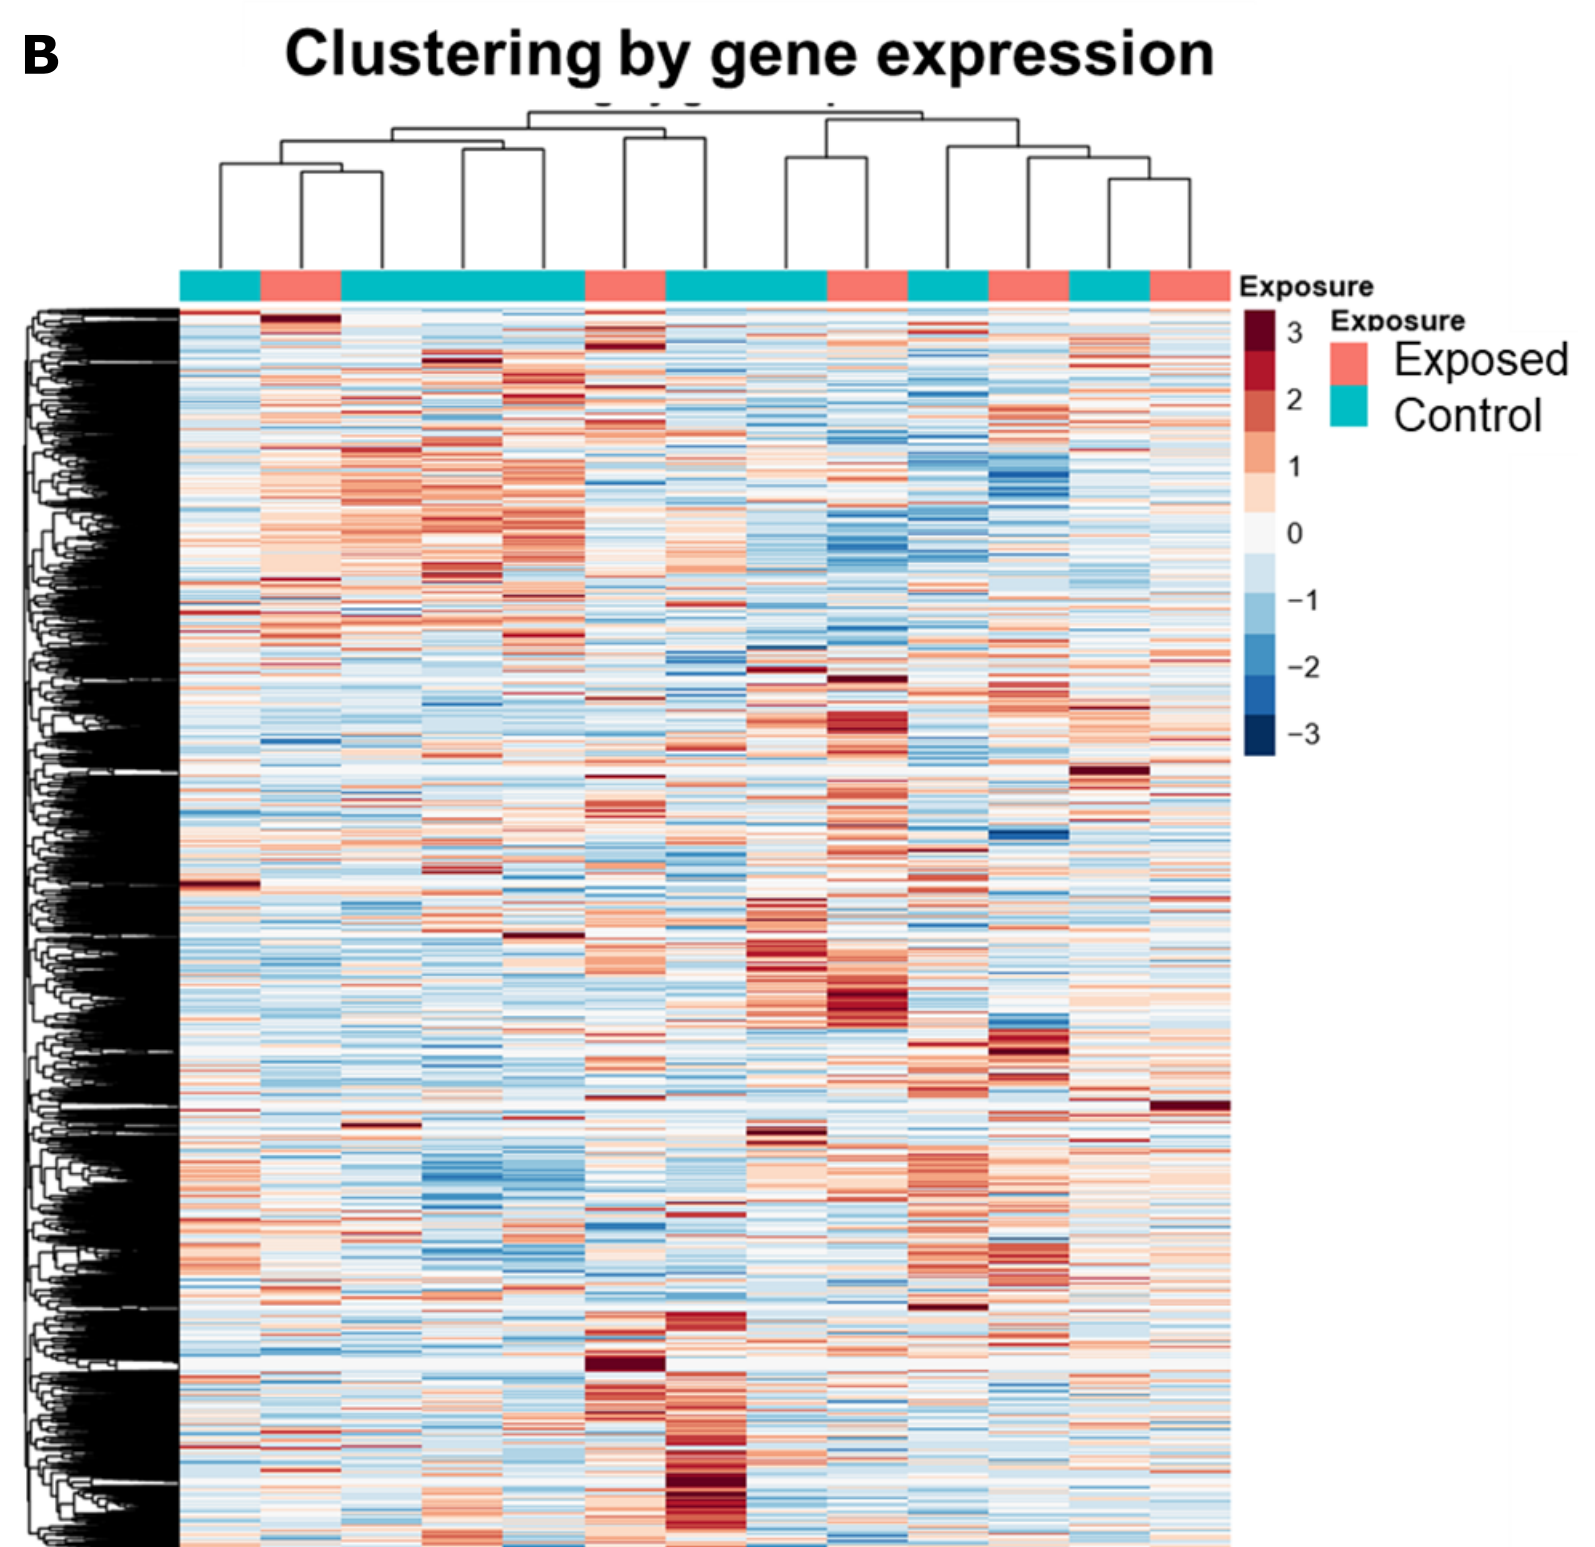 B
Clustering by gene expression
Exposure
3
2
1
0
−1
−2
−3
Exposure
Exposed
Control